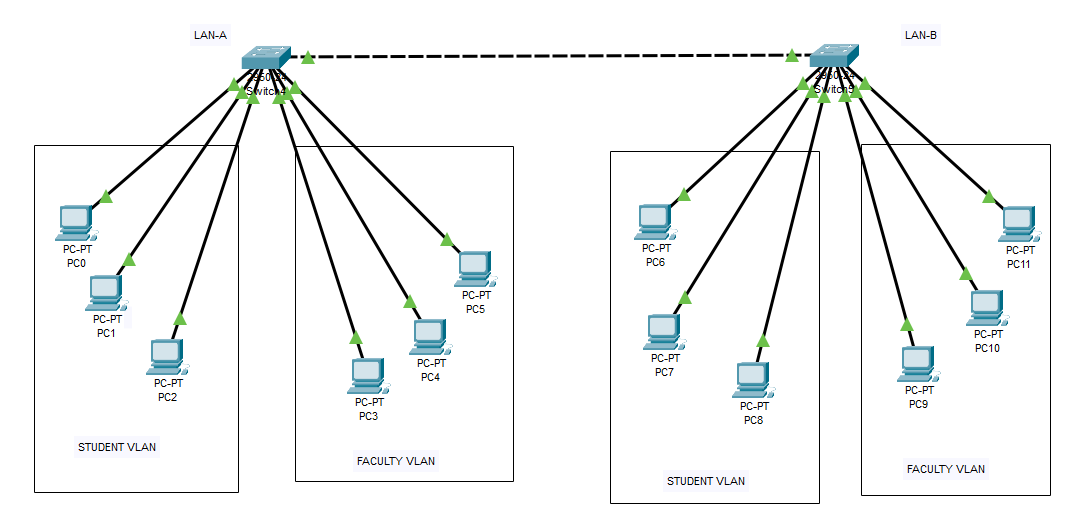 LAN-A
LAN-B
2950-24
Switch4
2950-24
Switch5
PC-PT
PC0
PC-PT
PC1
PC-PT
PC2
PC-PT
PC3
PC-PT
PC4
PC-PT
PC5
STUDENT VLAN
FACULTY VLAN
PC-PT
PC6
PC-PT
PC7
PC-PT
PC8
PC-PT
PC9
PC-PT
PC10
PC-PT
PC11
STUDENT VLAN
FACULTY VLAN